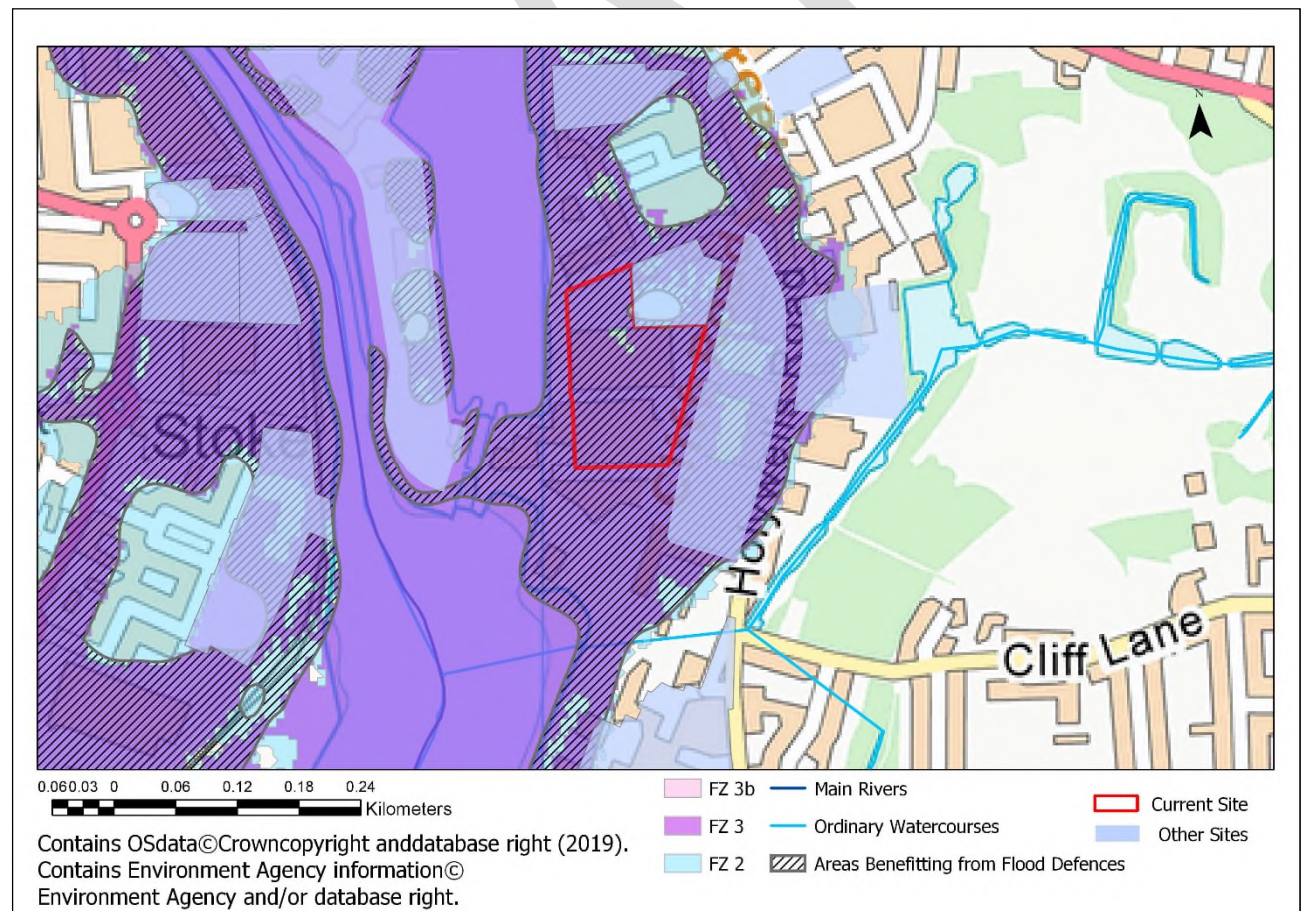 Stoke
Cliff Lane
N
0.060.03 0 0.06 0.12 0.18 0.24
Kilometers
FZ 3b
Main Rivers
Current Site
FZ 3
Ordinary Watercourses
Other Sites
FZ 2
Areas Benefitting from Flood Defences
Contains OSdata©Crowncopyright anddatabase right (2019).
Contains Environment Agency information©
Environment Agency and/or database right.